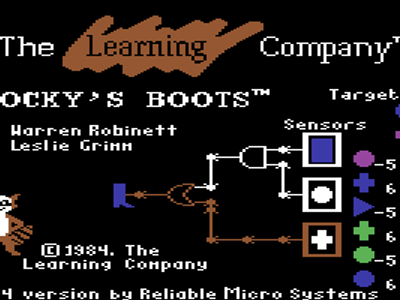 The Learning Company™
OCKY'S BOOTS™
Target
Warren Robinett
Leslie Grimm
Sensors
-5
6
-5
6
-5
6
©1984, The
Learning Company
4 version by Reliable Micro Systems